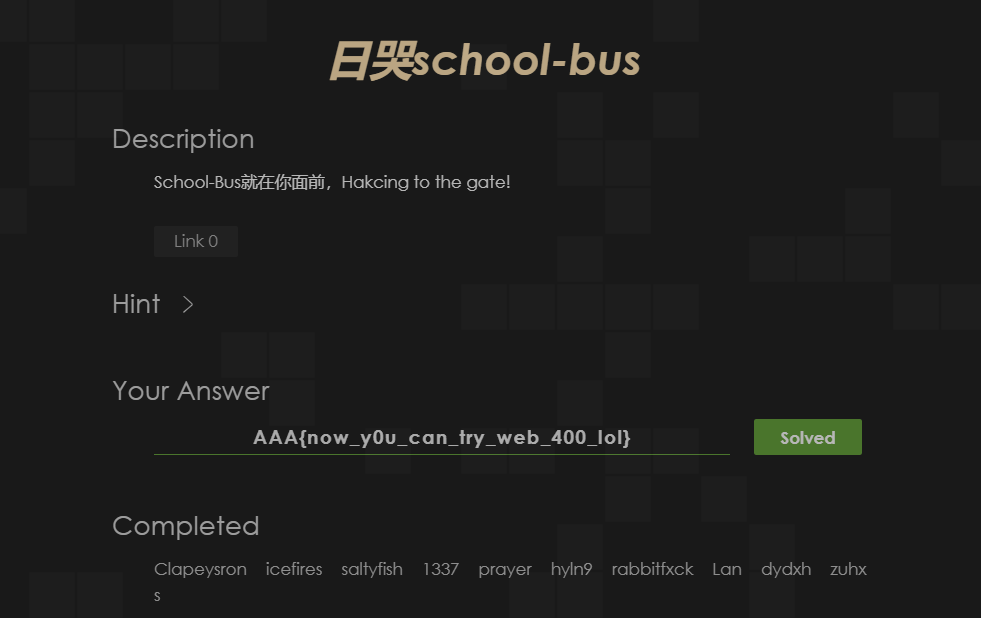 日哭school-bus
Description
School-Bus就在你面前，Hakcing to the gate!
Link 0
Hint >
Your Answer
AAA{now_y0u_can_try_web_400_lol}
Solved
Completed
Clapeysron icefires saltyfish 1337 prayer hyln9 rabbitfxck Lan dydxh zuhx
s